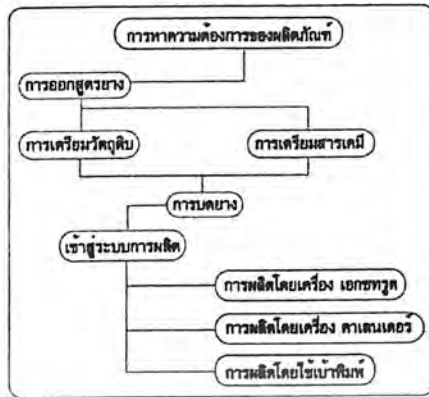 การหาความต้องการของผลิตภัณฑ์
การออกสูตรยาง
การเตรียมวัตถุดิบ
การเตรียมสารเคมี
การบดยาง
เข้าสู่ระบบการผลิต
การผลิตโดยเครื่อง เอกซทรูด
การผลิตโดยเครื่อง คาเลนเดอร์
การผลิตโดยใช้เบ้าพิมพ์